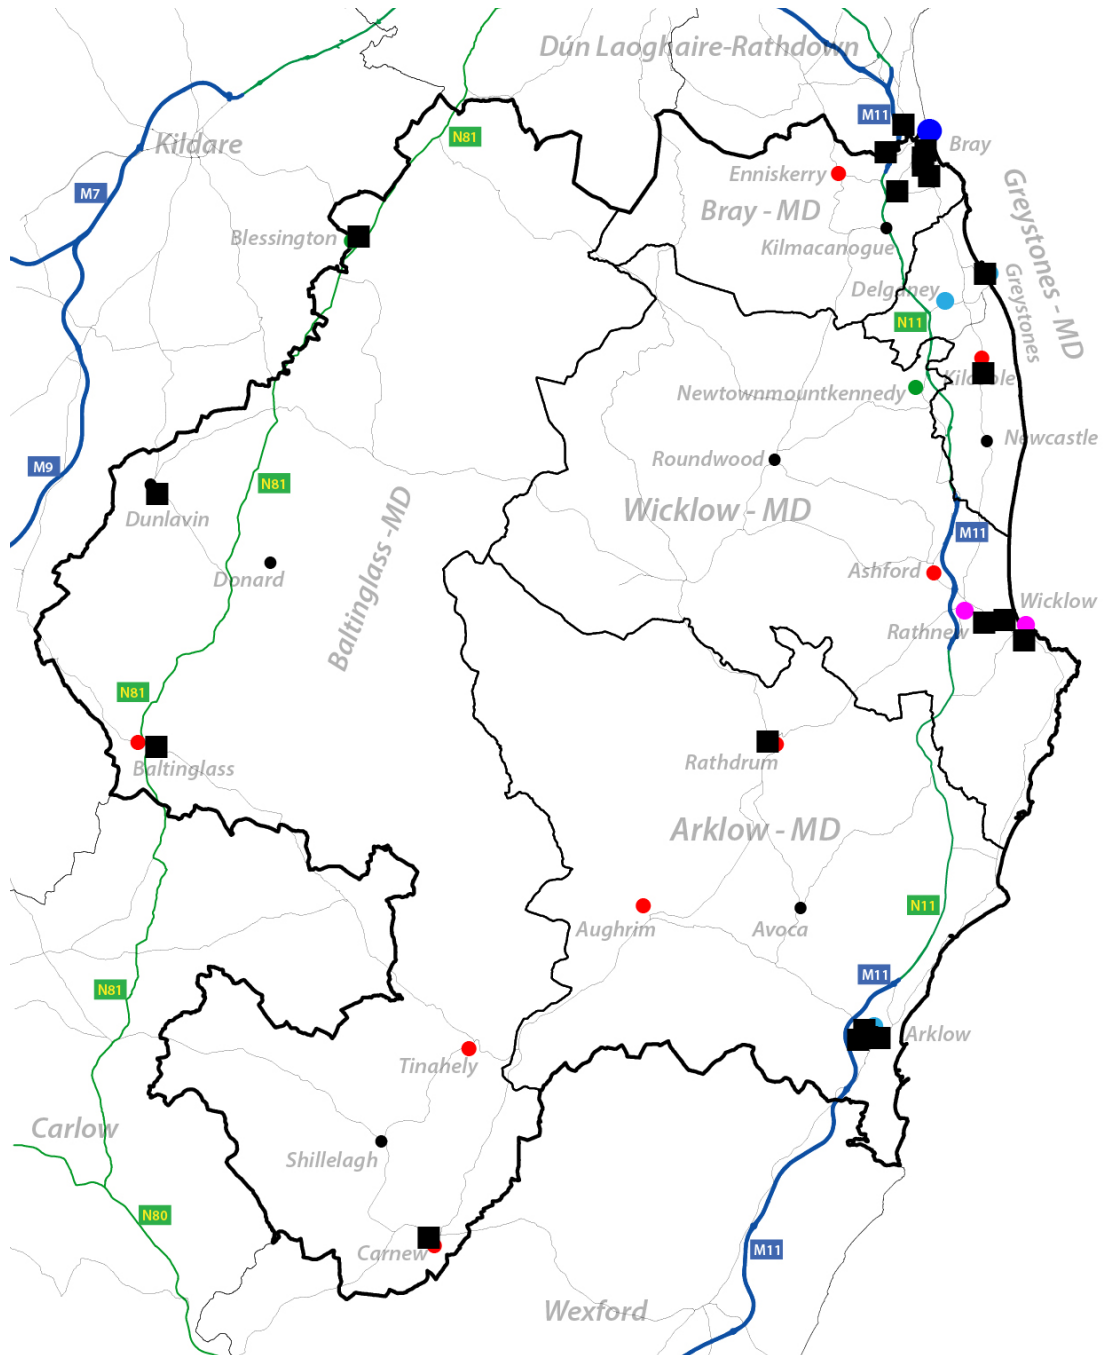 Dún Laoghaire-Rathdown
M11
N81
Kildare
Bray
Enniskerry
M7
Bray - MD
Greystones - MD
Blessington
Kilmacanogue
Delganey
Greystones
N11
Kilcoole
Newtownmountkennedy
Newcastle
Roundwood
M9
N81
Wicklow - MD
Dunlavin
M11
Baltinglass -MD
Ashford
Donard
Wicklow
Rathnew
N81
Rathdrum
Baltinglass
Arklow - MD
N11
Aughrim
Avoca
M11
N81
Arklow
Tinahely
Carlow
Shillelagh
N80
M11
Carnew
Wexford